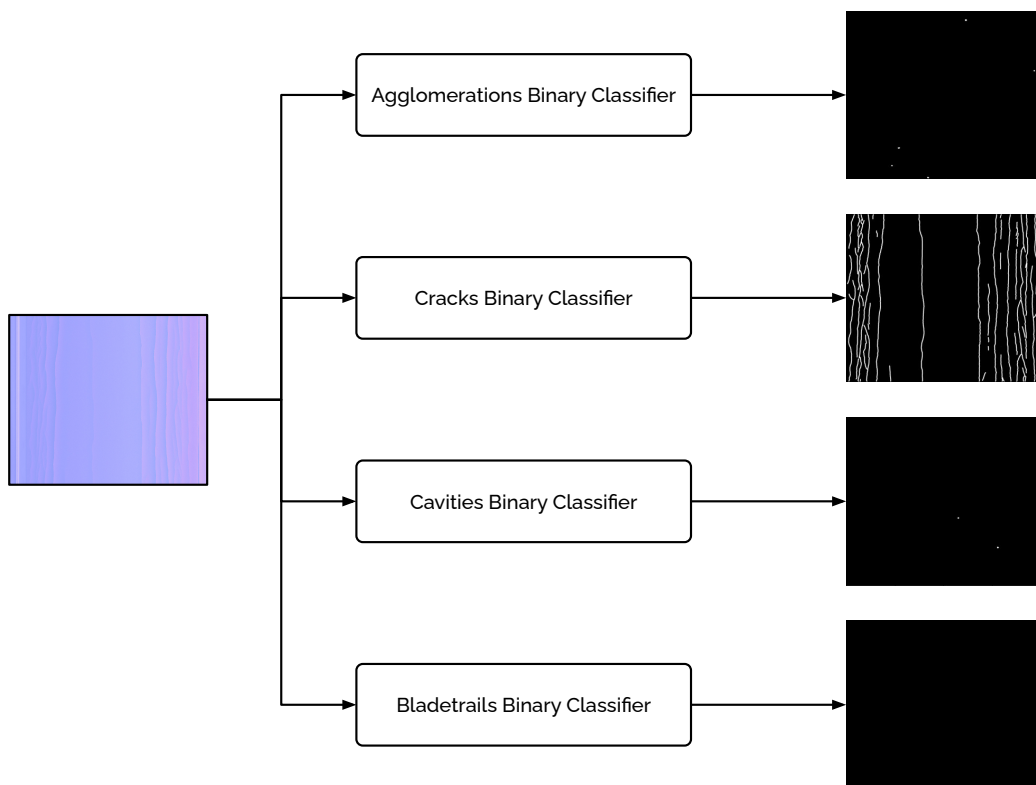 Agglomerations Binary Classifier
Cracks Binary Classifier
Cavities Binary Classifier
Bladetrails Binary Classifier